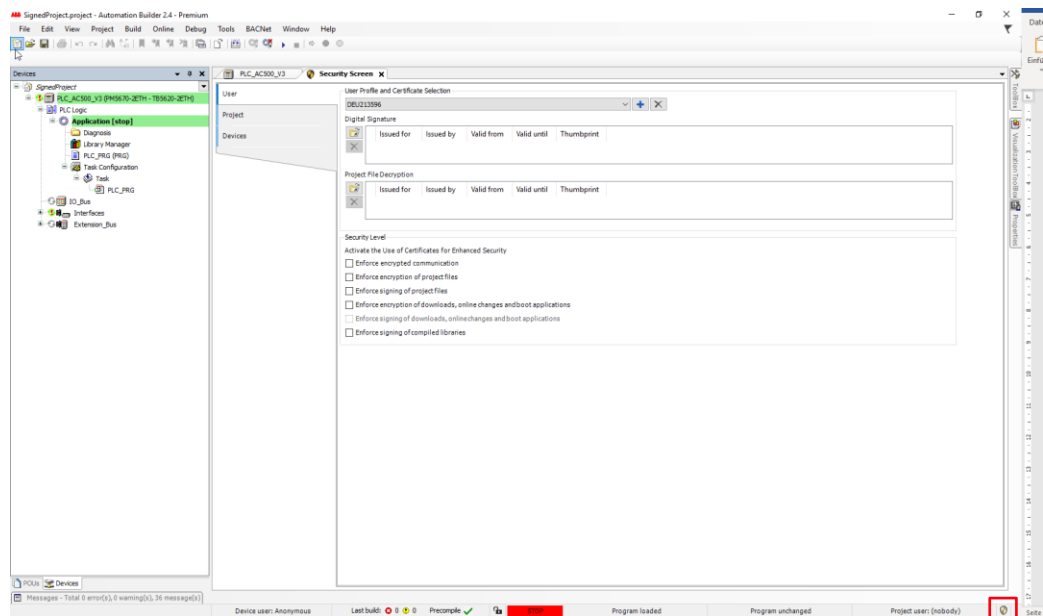 SignedProject.project - Automation Builder 2.4 - Premium
File Edit View Project Build Online Debug Tools BACNet Window Help
Date
Einfü
Devices
PLC_AC500_V3
Security Screen
SignedProject
PLC_AC500_V3 (PM5670-2ETH - TB5620-2ETH)
PLC Logic
Application [stop]
Diagnosis
Library Manager
PLC_PRG (PRG)
Task Configuration
Task
PLC_PRG
IO_Bus
Interfaces
Extension_Bus
User
Project
Devices
User Profile and Certificate Selection
DEU213596
Digital Signature
Issued for Issued by Valid from Valid until Thumbprint
Project File Decryption
Issued for Issued by Valid from Valid until Thumbprint
Security Level
Activate the Use of Certificates for Enhanced Security
Enforce encrypted communication
Enforce encryption of project files
Enforce signing of project files
Enforce encryption of downloads, online changes and boot applications
Enforce signing of downloads, onlinechanges and boot applications
Enforce signing of compiled libraries
ToolBox
Visualization ToolBox
Properties
POUs Devices
Messages - Total 0 error(s), 0 warning(s), 36 message(s)
Device user: Anonymous Last build: 0 0 Precompile STOP Program loaded Program unchanged Project user: (nobody)
Seite